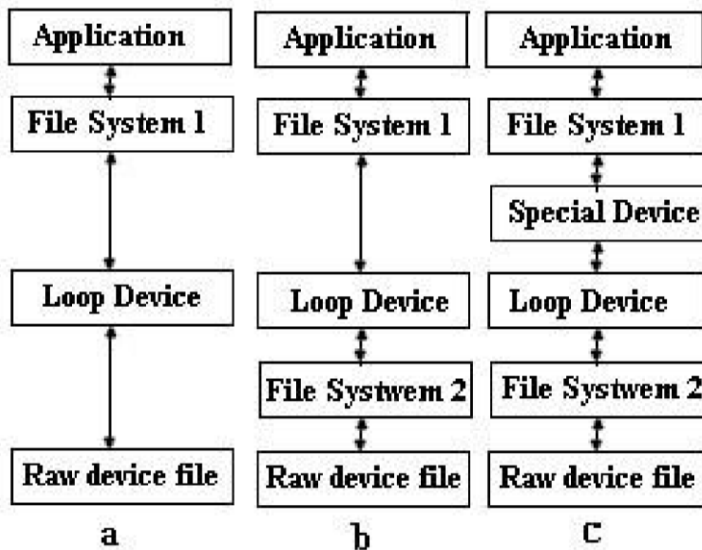 Application
File System 1
Loop Device
Raw device file
a
Application
File System 1
Loop Device
File Systwem 2
Raw device file
b
Application
File System 1
Special Device
Loop Device
File Systwem 2
Raw device file
C